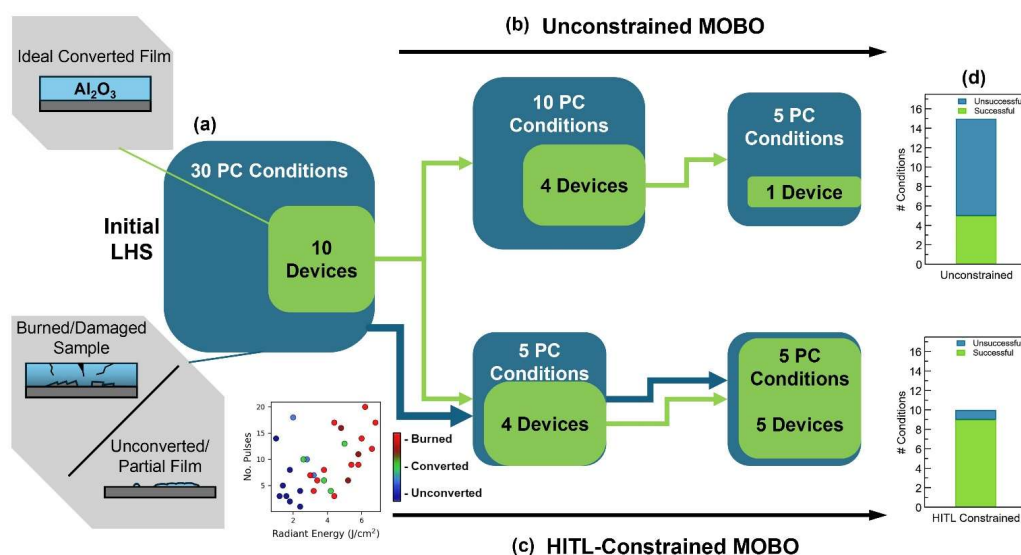 Ideal Converted Film
Al₂O₃
(a)
30 PC Conditions
10
Devices
Initial
LHS
Burned/Damaged
Sample
Unconverted/
Partial Film
No. Pulses
20
15
10
5
2
4
6
Radiant Energy (J/cm²)
- Burned
- Converted
- Unconverted
(b) Unconstrained MOBO
10 PC
Conditions
4 Devices
5 PC
Conditions
1 Device
5 PC
Conditions
4 Devices
5 PC
Conditions
5 Devices
(c) HITL-Constrained MOBO
(d)
Unsuccessful
Successful
# Conditions
16
14
12
10
8
6
4
2
0
Unconstrained
Unsuccessful
Successful
# Conditions
16
14
12
10
8
6
4
2
0
HITL Constrained